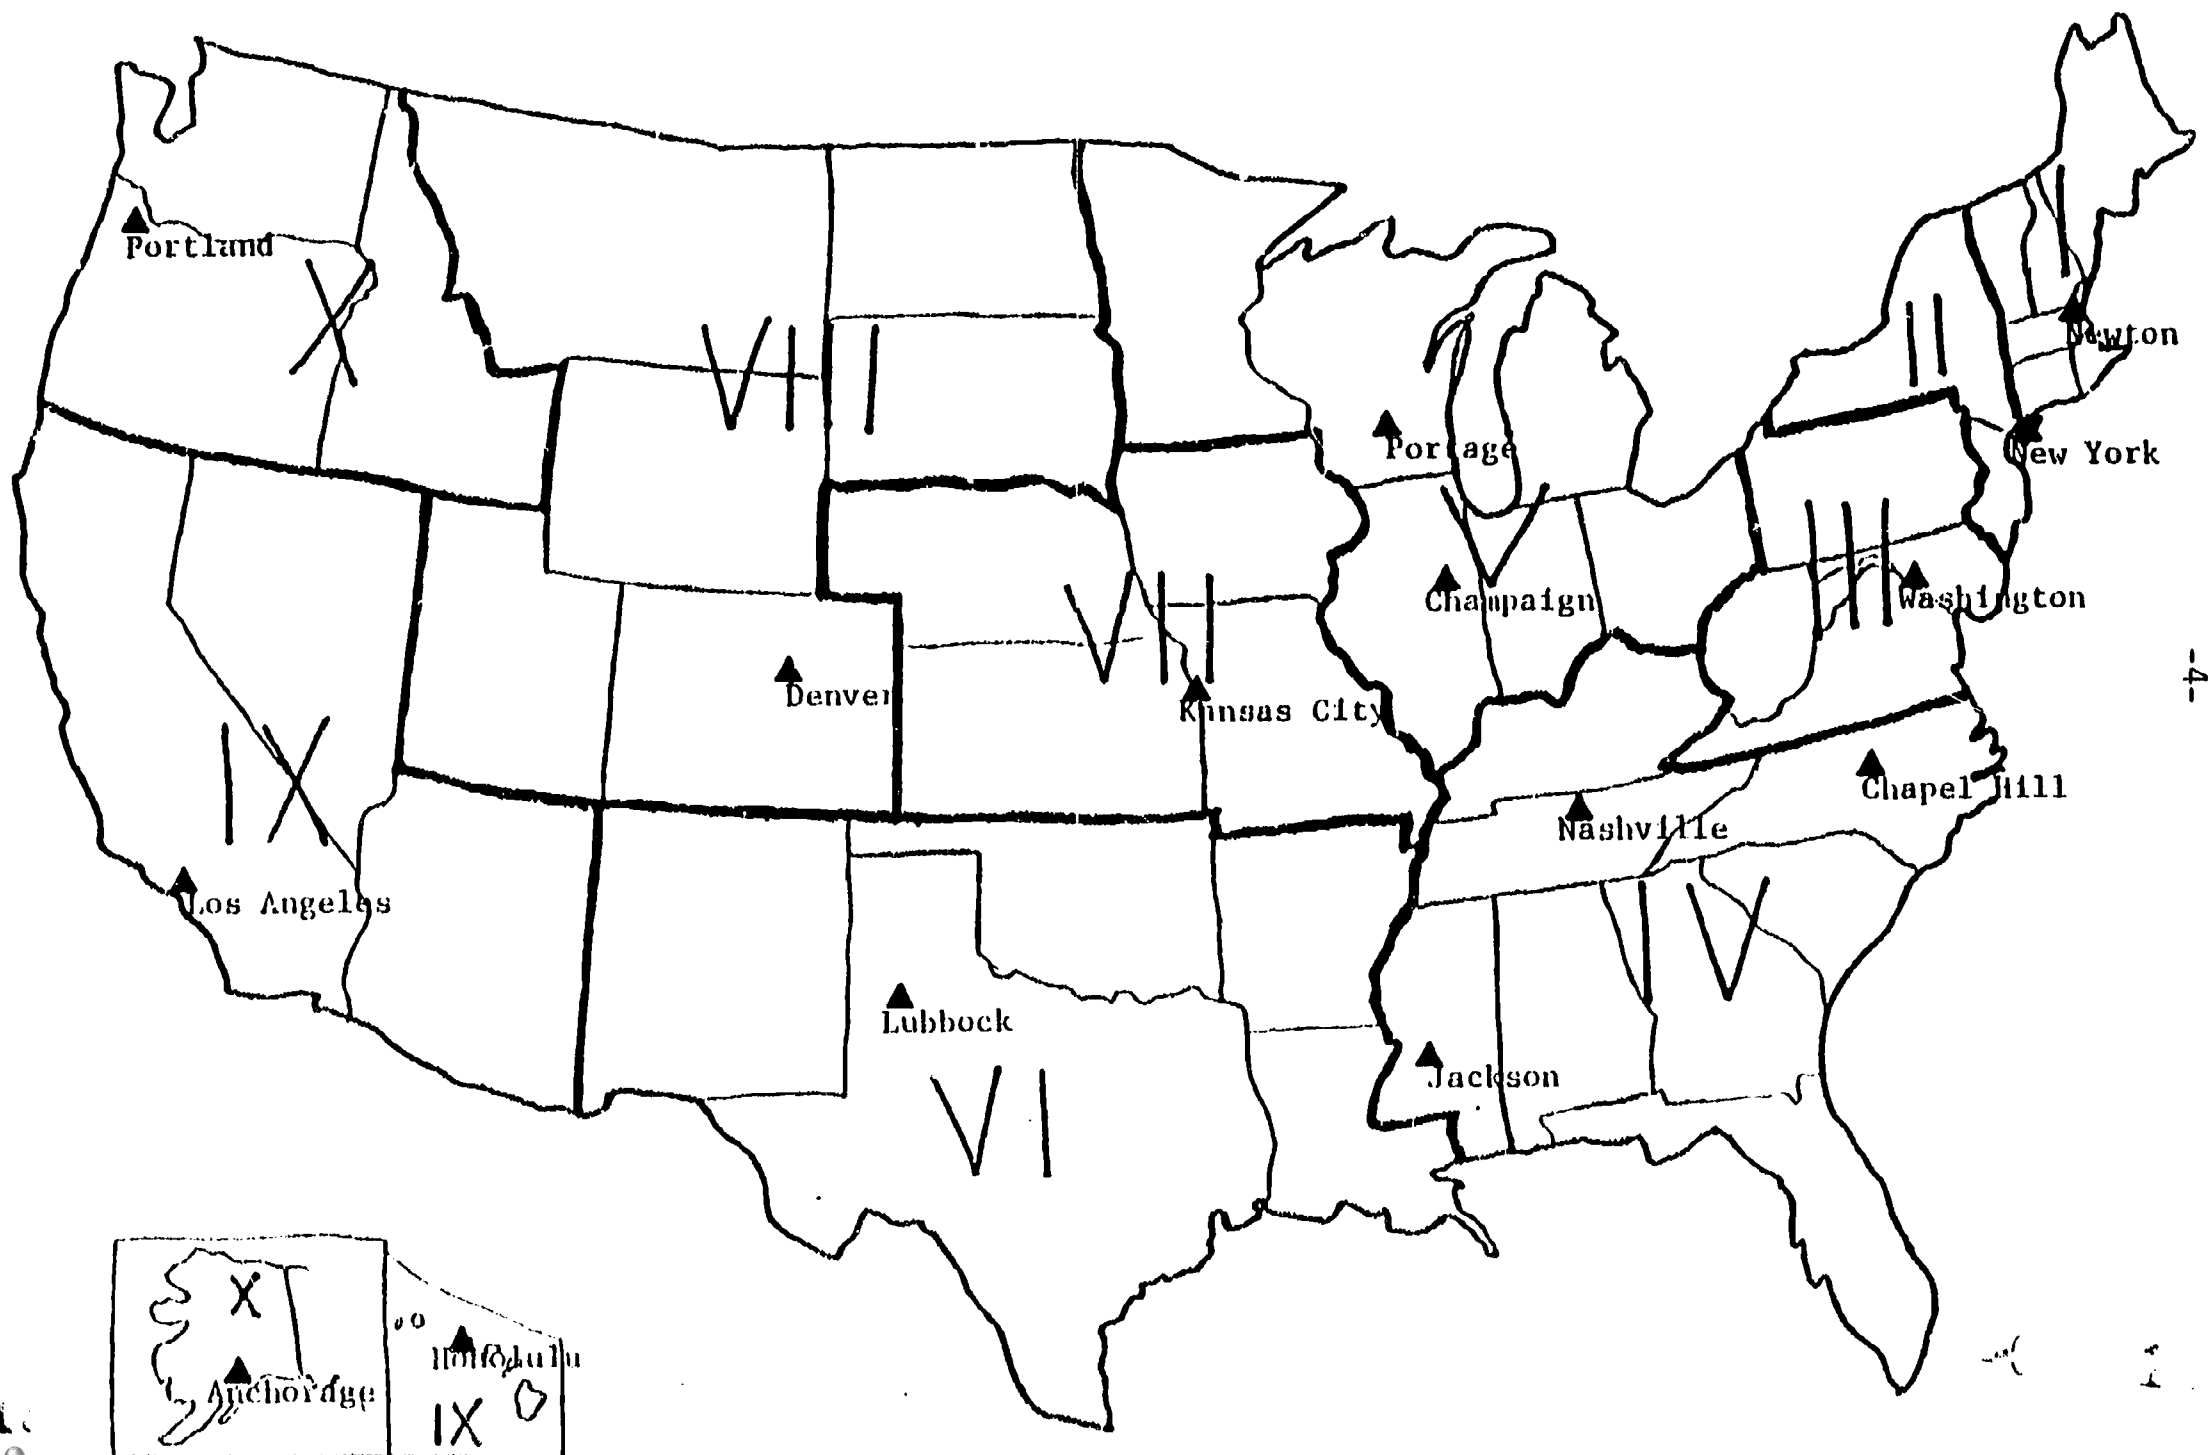 Portland
X
VIII
I
Newton
II
New York
Portage
V
Champaign
III
Washington
VII
Kansas City
Denver
-4-
IX
Los Angeles
Chapel Hill
Nashville
IV
Lubbock
VI
Jackson
X
Anchorage
Honolulu
IX